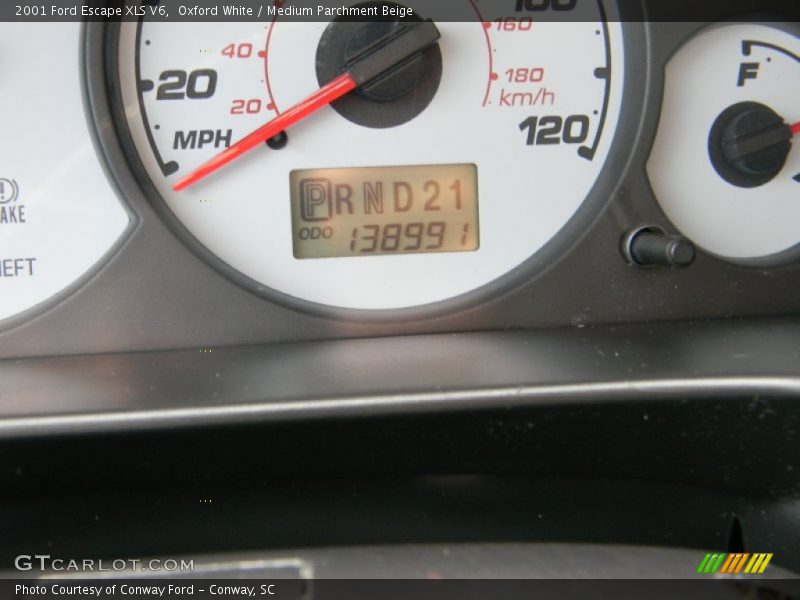 2001 Ford Escape XLS V6,  Oxford White / Medium Parchment Beige
100
160
40
F
20
180
20
km/h
MPH
120
PRND21
AKE
ODO 138991
HEFT
GTCARLOT.COM
Photo Courtesy of Conway Ford - Conway, SC